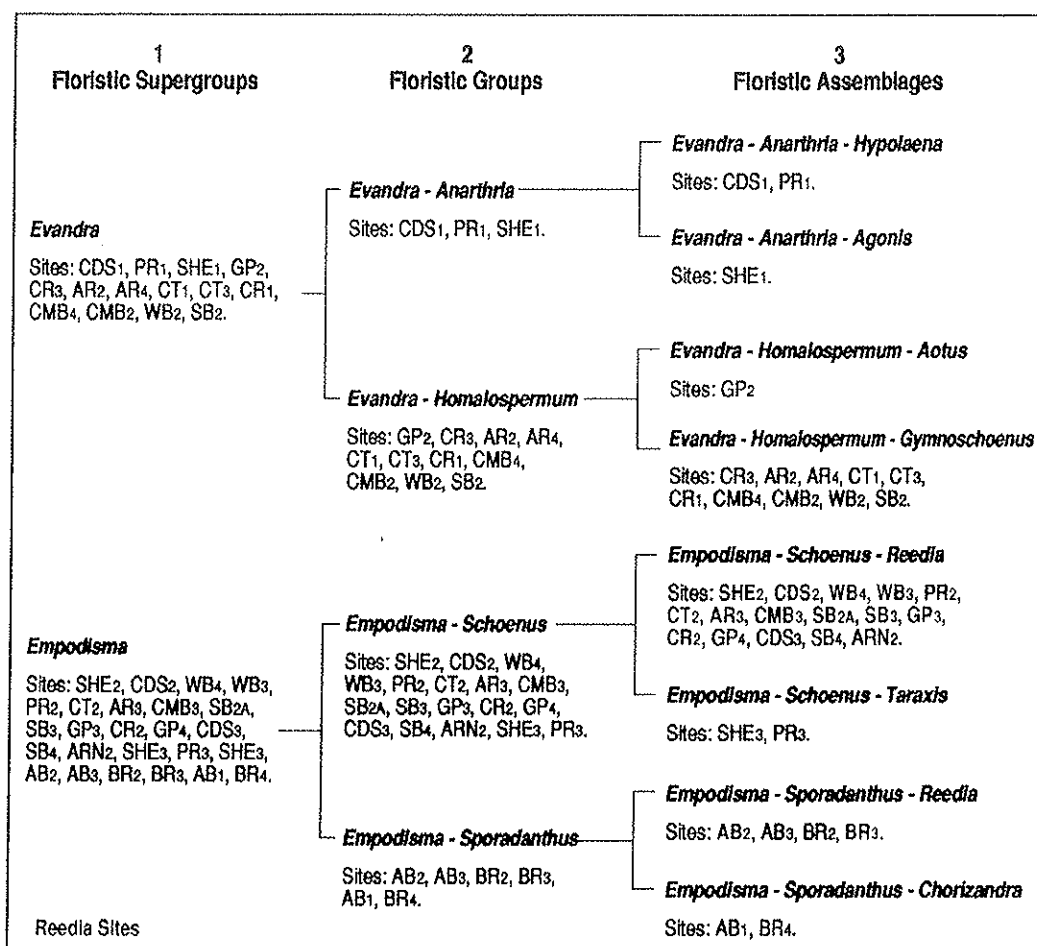 1
Floristic Supergroups
2
Floristic Groups
3
Floristic Assemblages
Evandra
Sites: CDS1, PR1, SHE1, GP2,
CR3, AR2, AR4, CT1, CT3, CR1,
CMB4, CMB2, WB2, SB2.
Empodisma
Sites: SHE2, CDS2, WB4, WB3,
PR2, CT2, AR3, CMB3, SB2A,
SB3, GP3, CR2, GP4, CDS3,
SB4, ARN2, SHE3, PR3, SHE3,
AB2, AB3, BR2, BR3, AB1, BR4.
Evandra - Anarthria
Sites: CDS1, PR1, SHE1.
Evandra - Homalospermum
Sites: GP2, CR3, AR2, AR4,
CT1, CT3, CR1, CMB4,
CMB2, WB2, SB2.
Empodisma - Schoenus
Sites: SHE2, CDS2, WB4,
WB3, PR2, CT2, AR3, CMB3,
SB2A, SB3, GP3, CR2, GP4,
CDS3, SB4, ARN2, SHE3, PR3.
Empodisma - Sporadanthus
Sites: AB2, AB3, BR2, BR3,
AB1, BR4.
Evandra - Anarthria - Hypolaena
Sites: CDS1, PR1.
Evandra - Anarthria - Agonis
Sites: SHE1.
Evandra - Homalospermum - Aotus
Sites: GP2
Evandra - Homalospermum - Gymnoschoenus
Sites: CR3, AR2, AR4, CT1, CT3,
CR1, CMB4, CMB2, WB2, SB2.
Empodisma - Schoenus - Reedia
Sites: SHE2, CDS2, WB4, WB3, PR2,
CT2, AR3, CMB3, SB2A, SB3, GP3,
CR2, GP4, CDS3, SB4, ARN2.
Empodisma - Schoenus - Taraxis
Sites: SHE3, PR3.
Empodisma - Sporadanthus - Reedia
Sites: AB2, AB3, BR2, BR3.
Empodisma - Sporadanthus - Chorizandra
Sites: AB1, BR4.
Reedia Sites